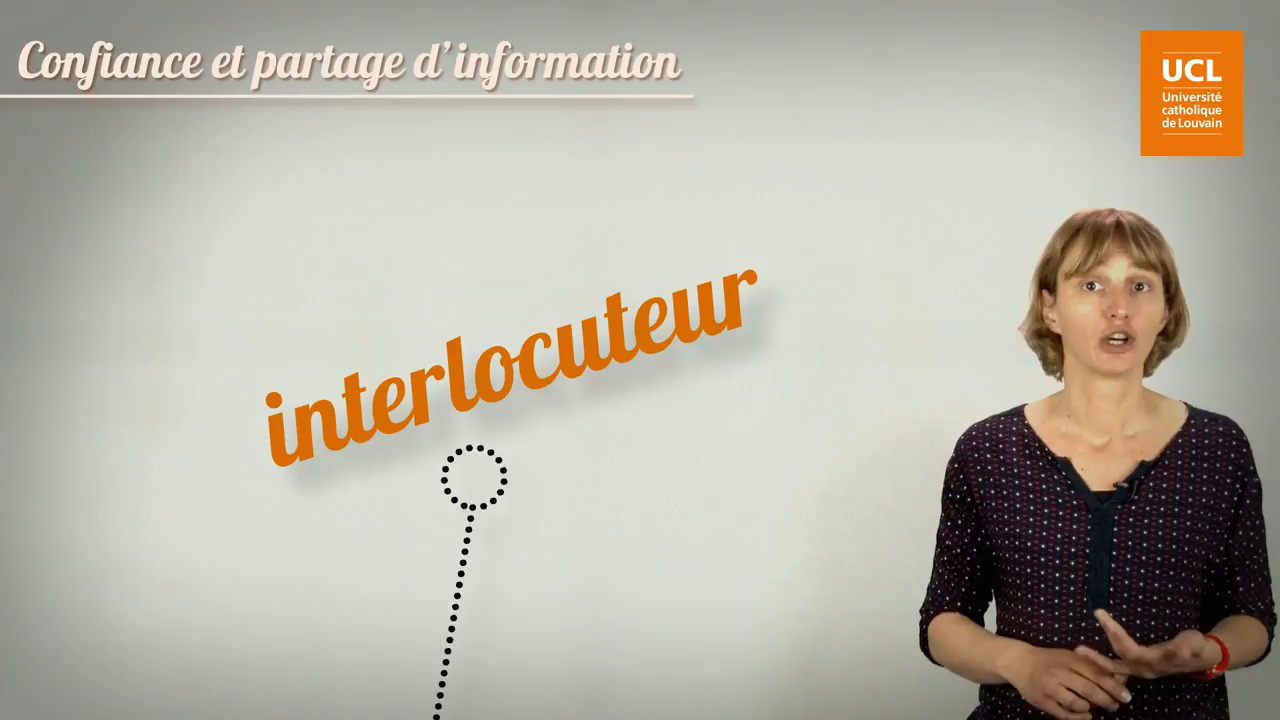 Confiance et partage d'information
UCL
Université
catholique
de Louvain
interlocuteur